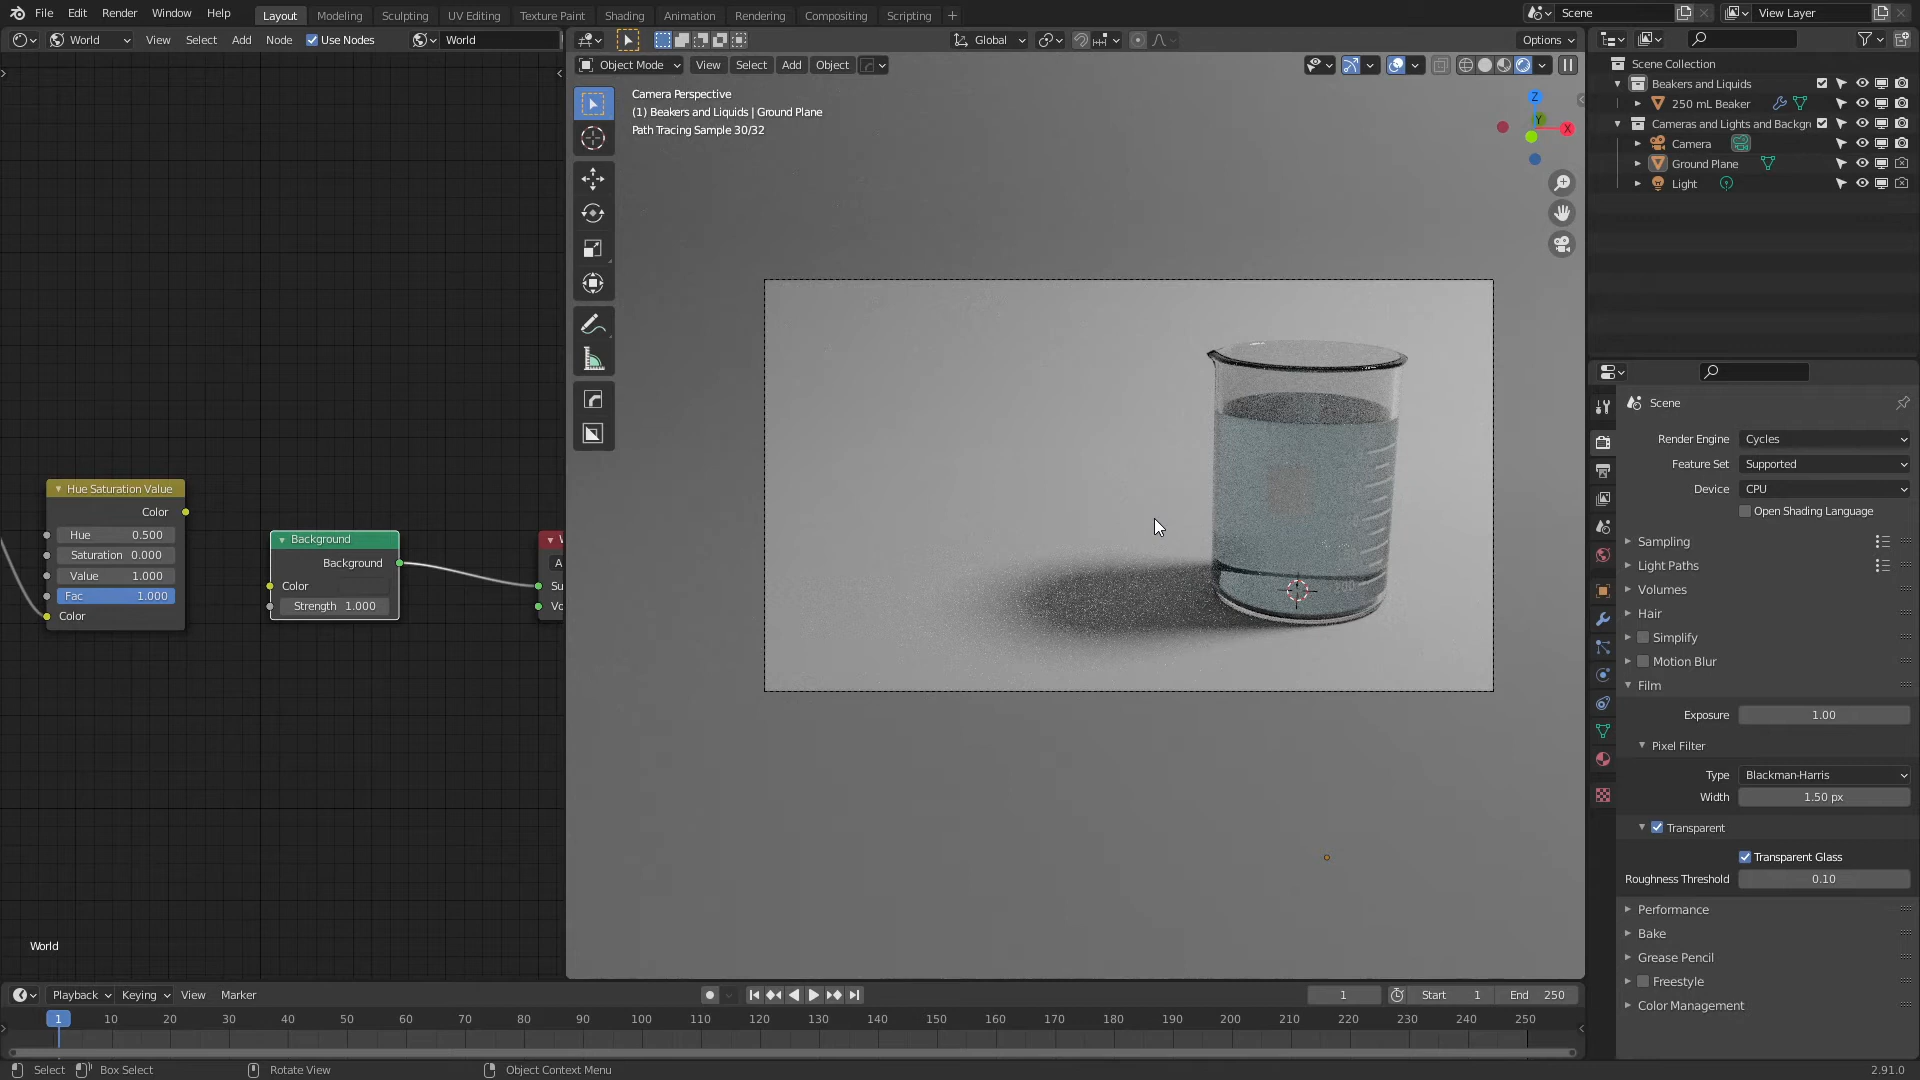 File Edit Render Window Help Layout Modeling Sculpting UV Editing Texture Paint Shading Animation Rendering Compositing Scripting + Scene View Layer
World View Select Add Node Use Nodes World Global Options
Object Mode View Select Add Object
Camera Perspective
(1) Beakers and Liquids | Ground Plane
Path Tracing Sample 30/32
Z
Y
X
Scene Collection
Beakers and Liquids
250 mL Beaker
Cameras and Lights and Backgr
Camera
Ground Plane
Light
Scene
Render Engine Cycles
Feature Set Supported
Device CPU
Open Shading Language
Sampling
Light Paths
Volumes
Hair
Simplify
Motion Blur
Film
Exposure 1.00
Pixel Filter
Type Blackman-Harris
Width 1.50 px
Transparent
Transparent Glass
Roughness Threshold 0.10
Performance
Bake
Grease Pencil
Freestyle
Color Management
Hue Saturation Value
Color
Hue 0.500
Saturation 0.000
Value 1.000
Fac 1.000
Color
Background
Background
Color
Strength 1.000
W
A
Su
Vo
World
Playback Keying View Marker 1 Start 1 End 250
1 10 20 30 40 50 60 70 80 90 100 110 120 130 140 150 160 170 180 190 200 210 220 230 240 250
Select Box Select Rotate View Object Context Menu 2.91.0